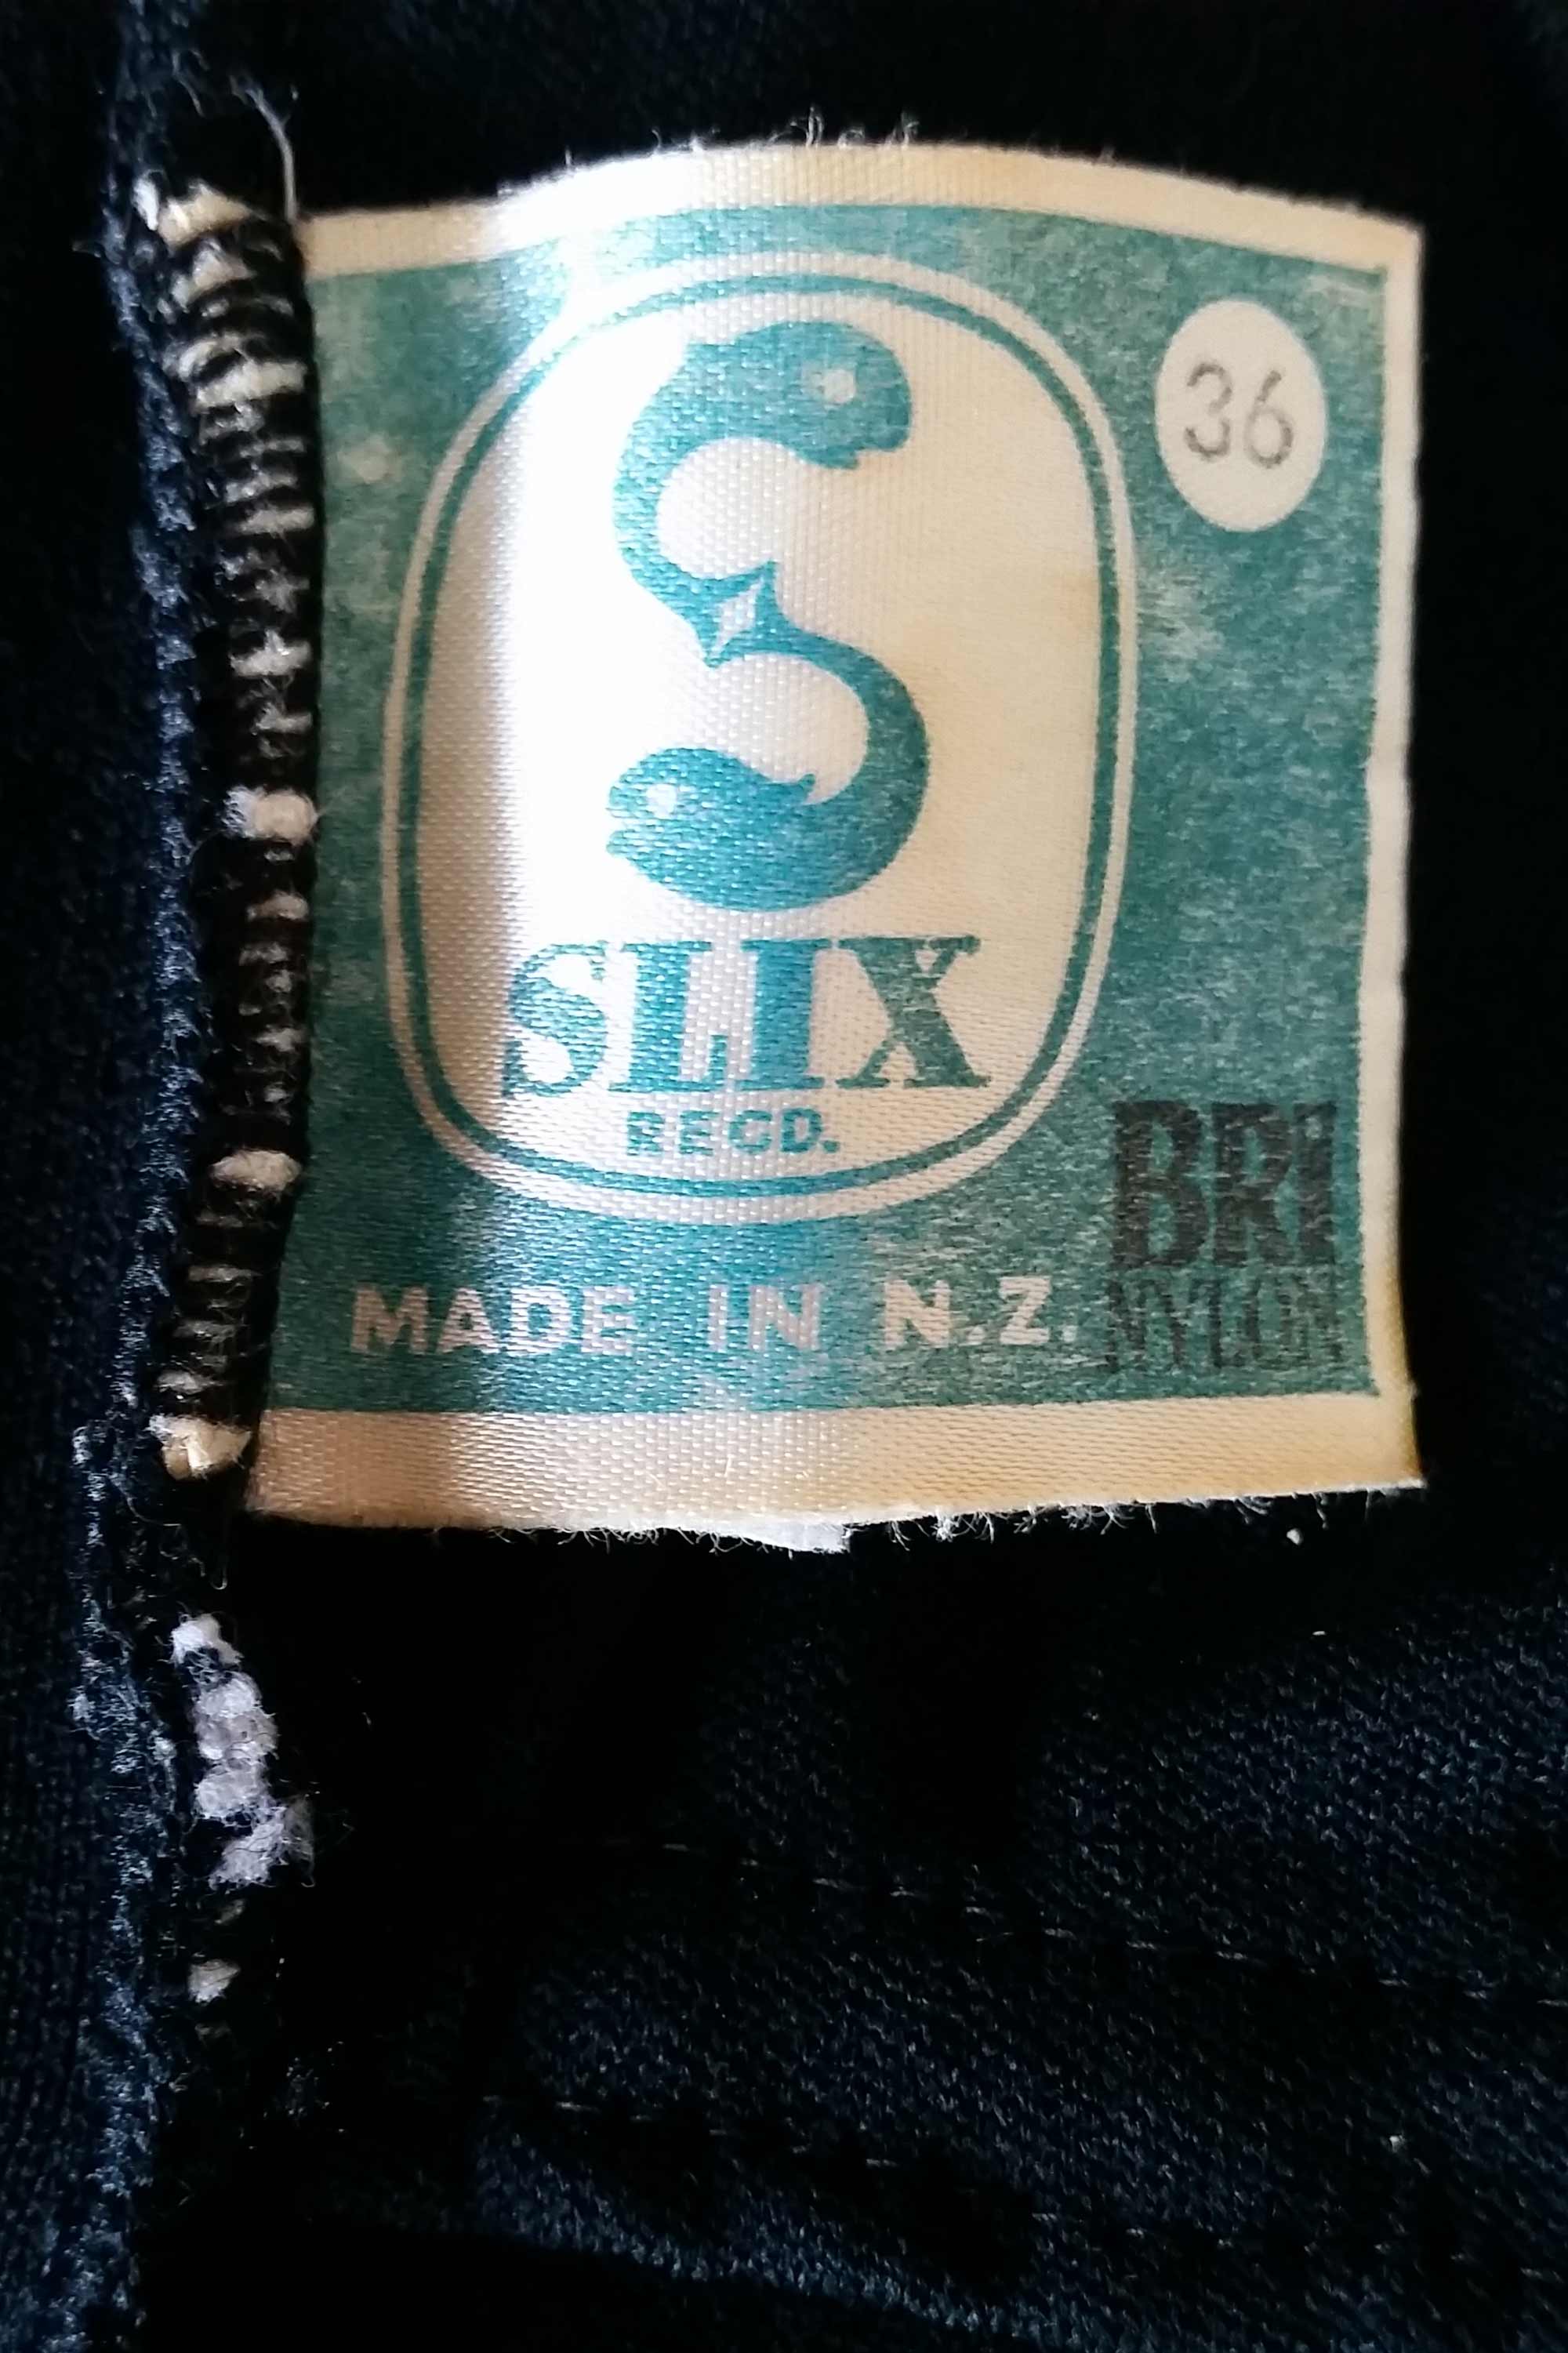 36
SLIX
REGD.
BRI
NYLON
MADE IN N.Z.